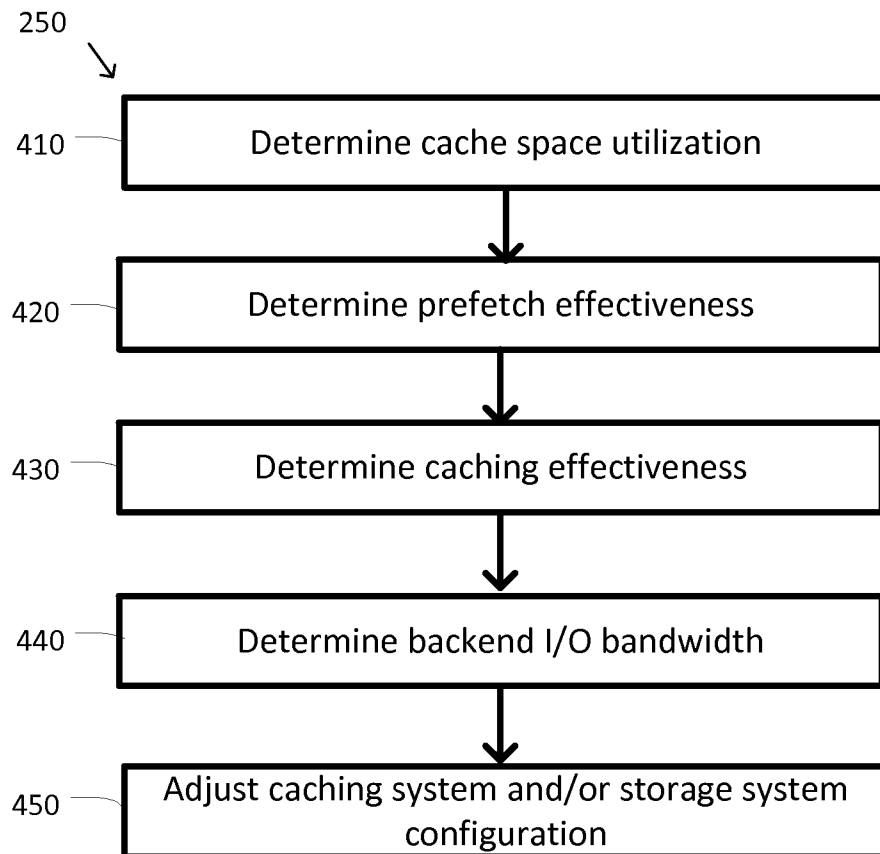 250
410
Determine cache space utilization
420
Determine prefetch effectiveness
430
Determine caching effectiveness
440
Determine backend I/O bandwidth
450
Adjust caching system and/or storage system
configuration